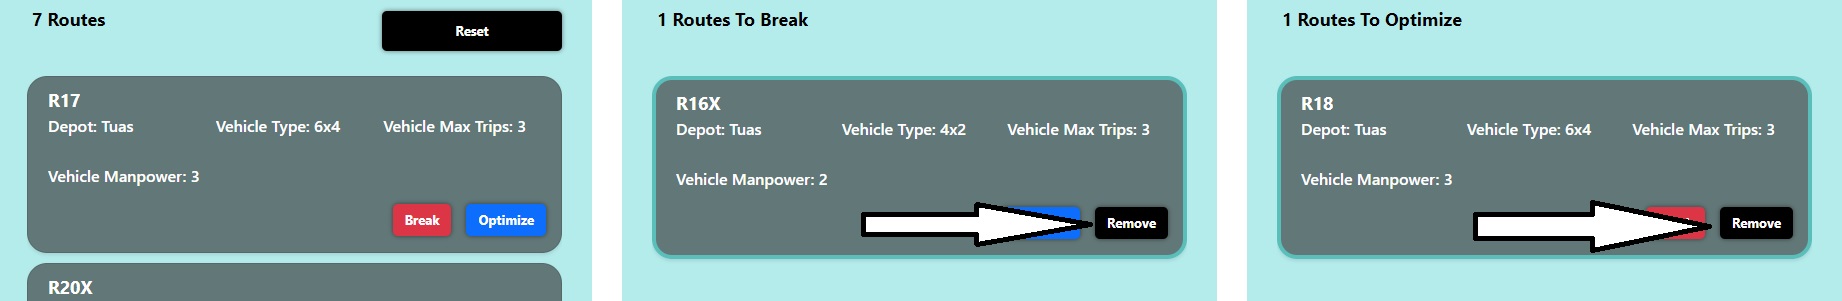 7 Routes
Reset
R17
Depot: Tuas Vehicle Type: 6x4 Vehicle Max Trips: 3
Vehicle Manpower: 3
Break Optimize
R20X
1 Routes To Break
R16X
Depot: Tuas Vehicle Type: 4x2 Vehicle Max Trips: 3
Vehicle Manpower: 2
Remove
1 Routes To Optimize
R18
Depot: Tuas Vehicle Type: 6x4 Vehicle Max Trips: 3
Vehicle Manpower: 3
Remove